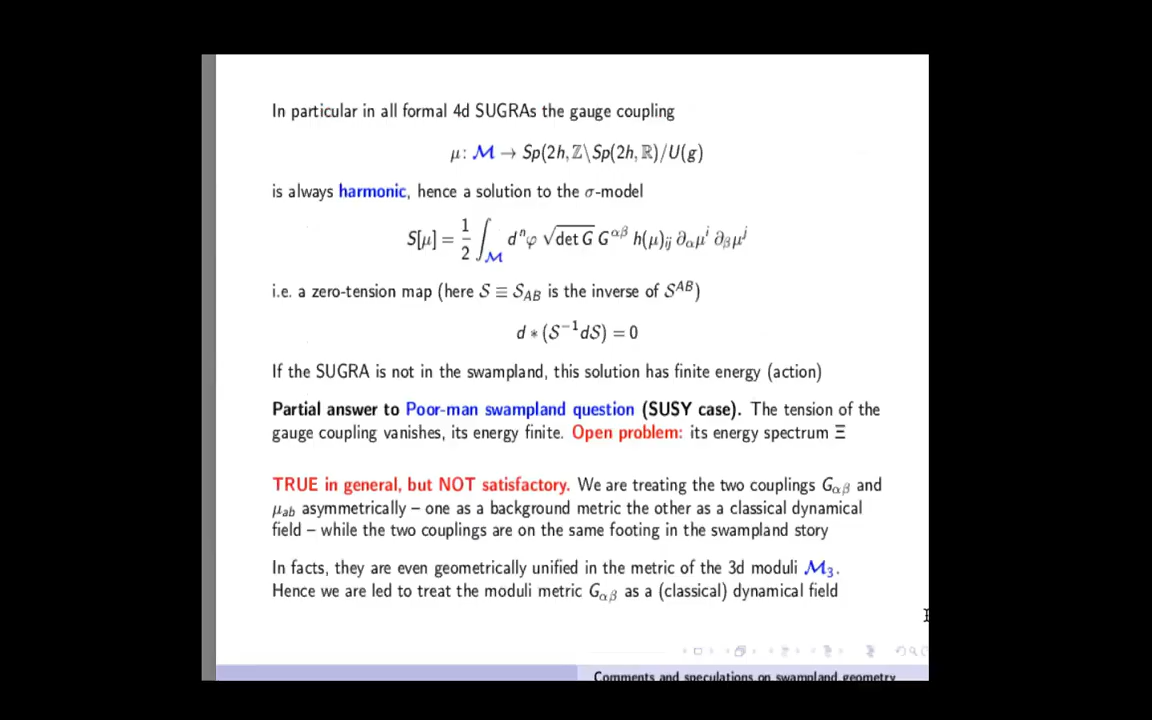 In particular in all formal 4d SUGRAs the gauge coupling
μ: ℳ → Sp(2h, ℤ\Sp(2h, ℝ)/U(g)
is always harmonic, hence a solution to the σ-model
S[μ] = 1/2 ∫_ℳ dⁿφ √det G G^{αβ} h(μ)_{ij} ∂_αμ^i ∂_βμ^j
i.e. a zero-tension map (here 𝒮 ≡ 𝒮_{AB} is the inverse of 𝒮^{AB})
d ∗ (𝒮⁻¹d𝒮) = 0
If the SUGRA is not in the swampland, this solution has finite energy (action)
Partial answer to Poor-man swampland question (SUSY case). The tension of the
gauge coupling vanishes, its energy finite. Open problem: its energy spectrum Ξ
TRUE in general, but NOT satisfactory. We are treating the two couplings G_{αβ} and
μ_{ab} asymmetrically – one as a background metric the other as a classical dynamical
field – while the two couplings are on the same footing in the swampland story
In facts, they are even geometrically unified in the metric of the 3d moduli ℳ₃.
Hence we are led to treat the moduli metric G_{αβ} as a (classical) dynamical field
Comments and speculations on swampland geometry